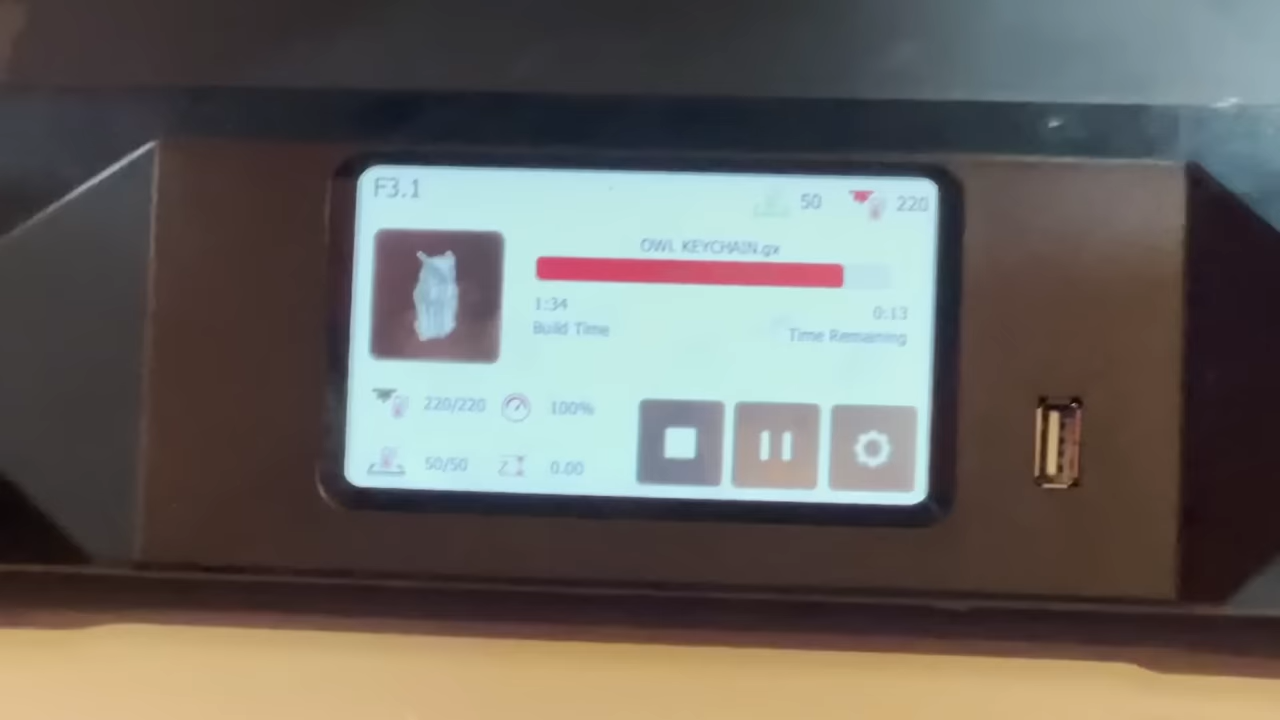 F3.1
50 220
OWL KEYCHAIN.gx
1:34 0:13
Build Time Time Remaining
220/220 100%
50/50 Z 0.00